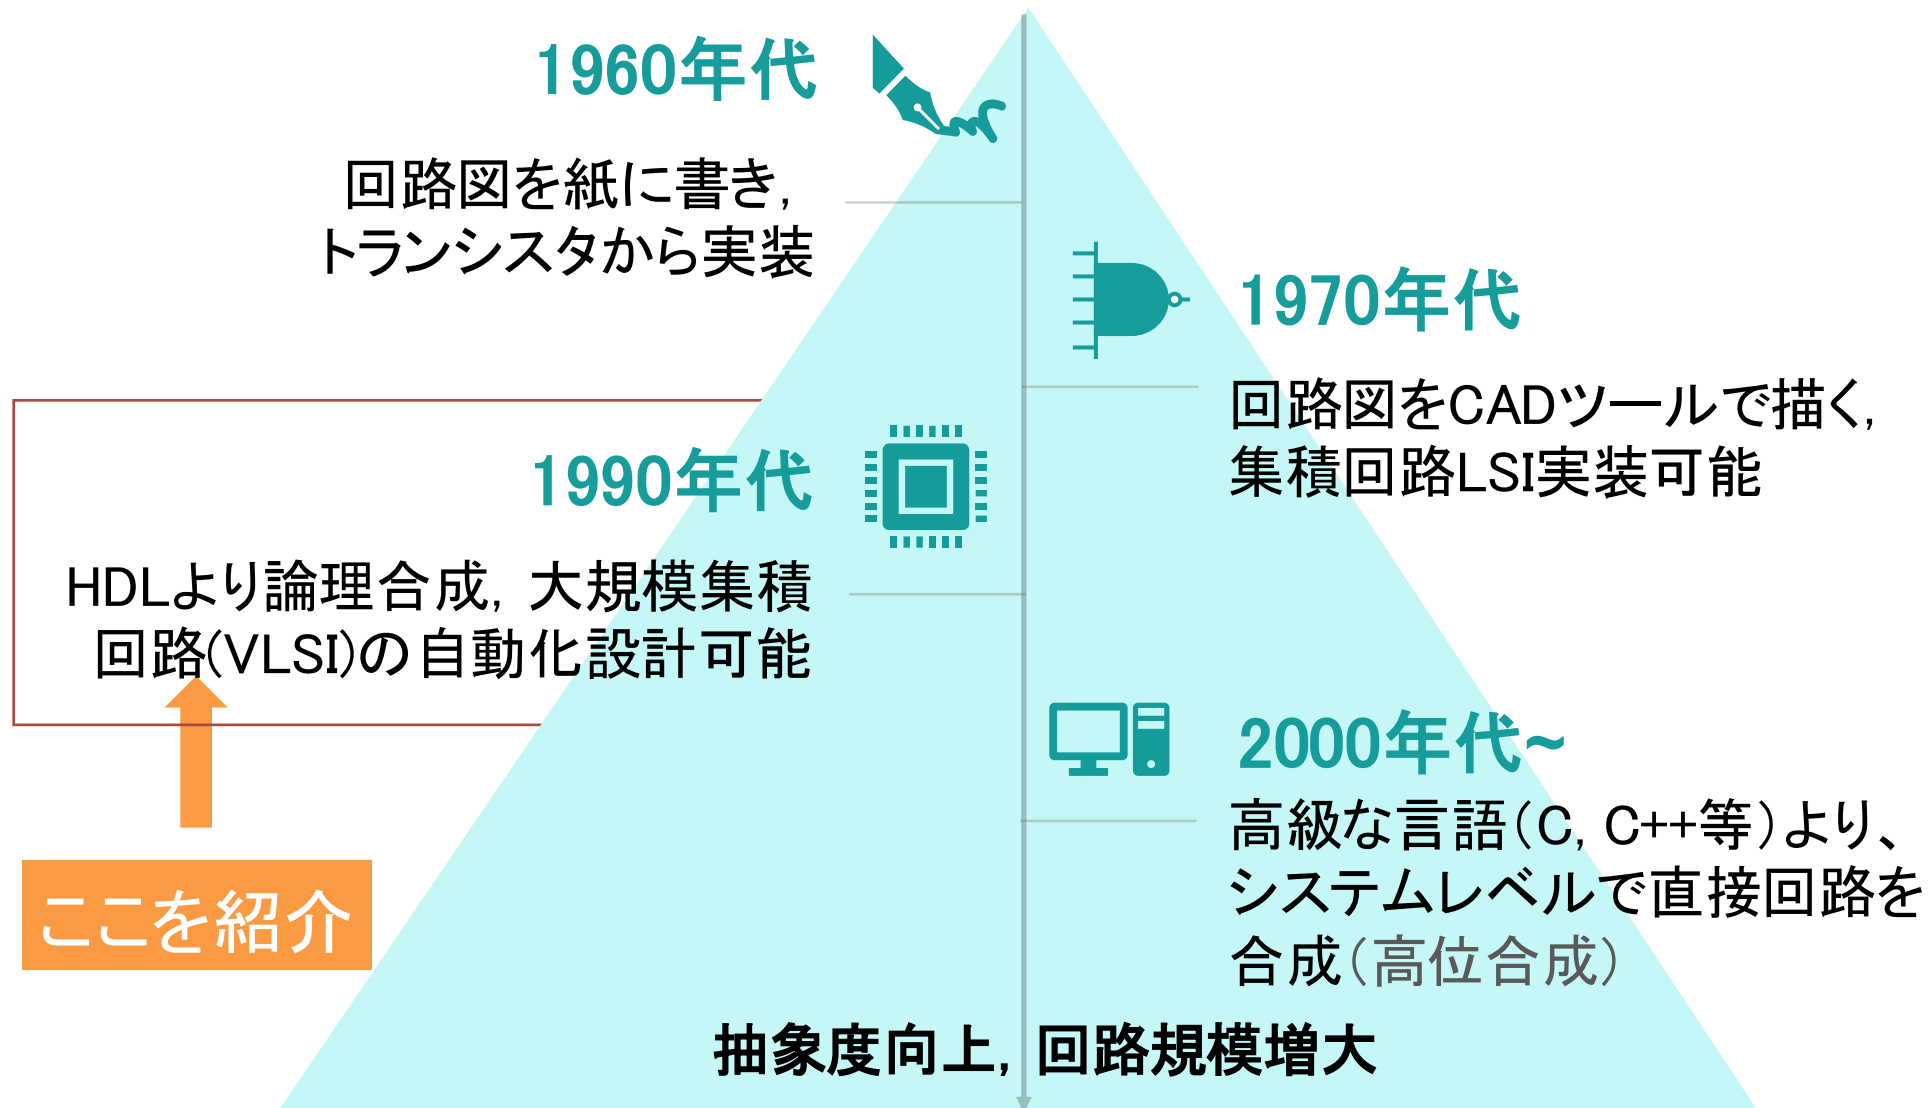 1960年代
回路図を紙に書き,
トランシスタから実装
1970年代
回路図をCADツールで描く,
集積回路LSI実装可能
1990年代
HDLより論理合成, 大規模集積
回路(VLSI)の自動化設計可能
ここを紹介
2000年代~
高級な言語(C, C++等)より、
システムレベルで直接回路を
合成(高位合成)
抽象度向上, 回路規模増大